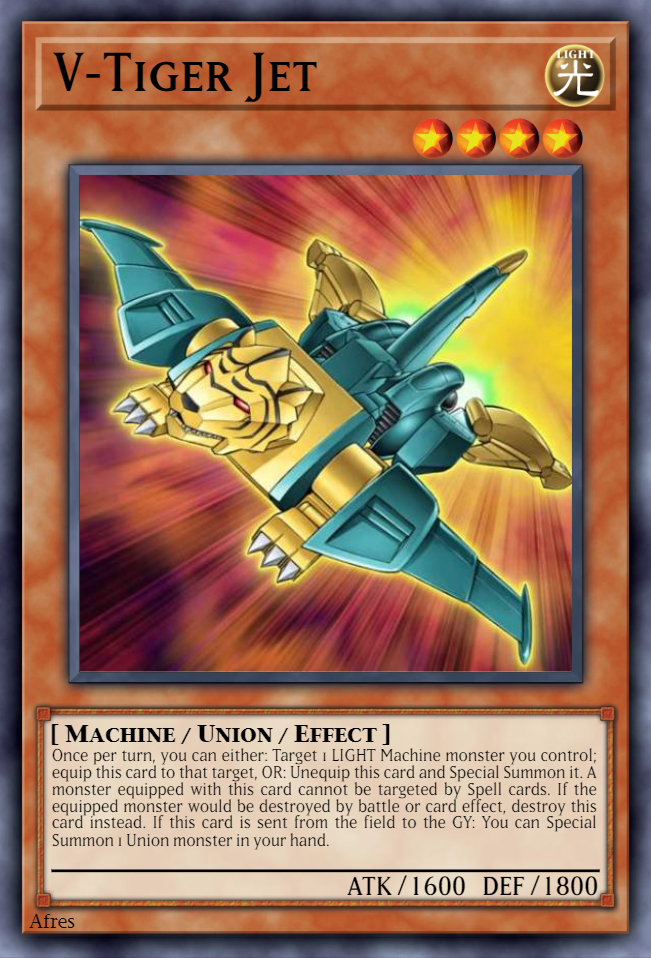 V-Tiger Jet
LIGHT
光
[ Machine / Union / Effect ]
Once per turn, you can either: Target 1 LIGHT Machine monster you control;
equip this card to that target, OR: Unequip this card and Special Summon it. A
monster equipped with this card cannot be targeted by Spell cards. If the
equipped monster would be destroyed by battle or card effect, destroy this
card instead. If this card is sent from the field to the GY: You can Special
Summon 1 Union monster in your hand.
ATK / 1600 DEF / 1800
Afres